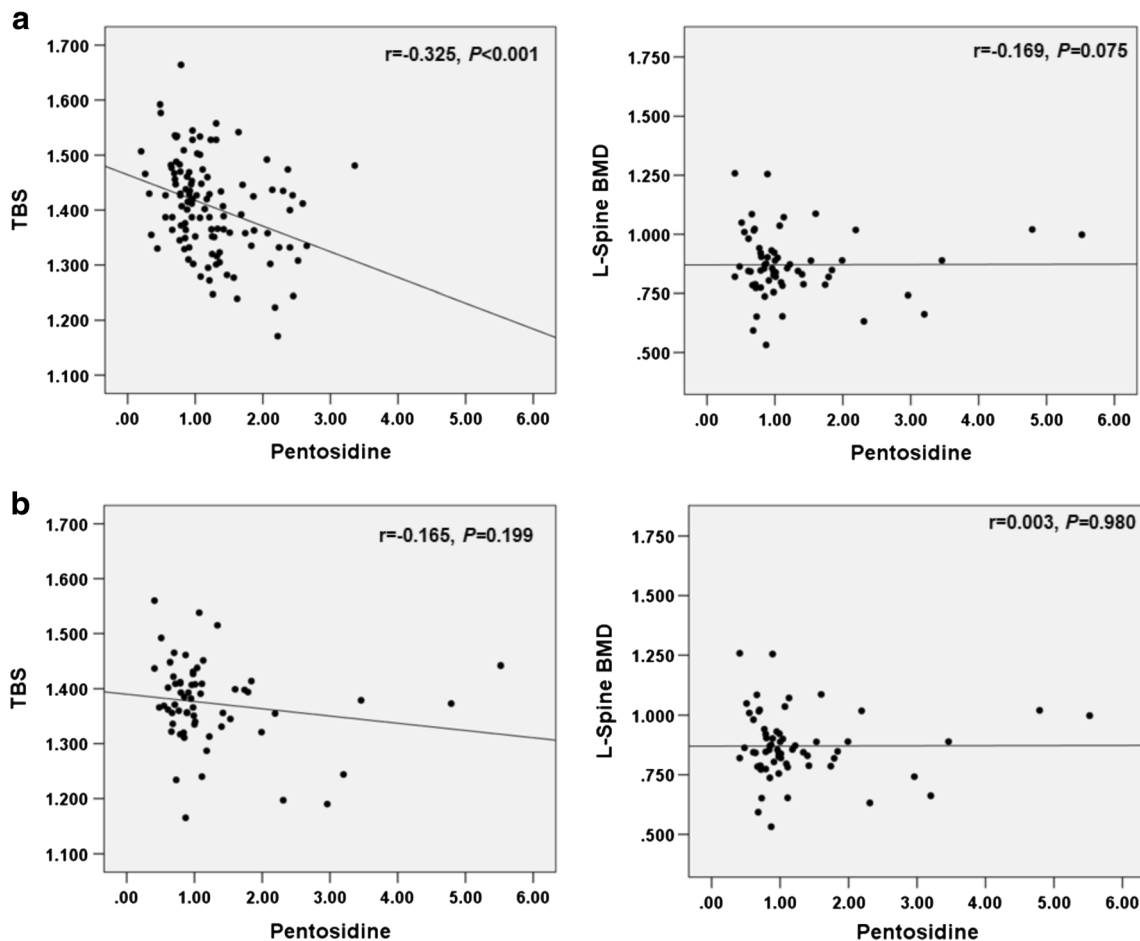 a
r=-0.325, P<0.001
1.700
1.600
1.500
1.400
1.300
1.200
1.100
TBS
.00 1.00 2.00 3.00 4.00 5.00 6.00
Pentosidine
r=-0.169, P=0.075
1.750
1.500
1.250
1.000
.750
.500
L-Spine BMD
.00 1.00 2.00 3.00 4.00 5.00 6.00
Pentosidine
b
r=-0.165, P=0.199
1.700
1.600
1.500
1.400
1.300
1.200
1.100
TBS
.00 1.00 2.00 3.00 4.00 5.00 6.00
Pentosidine
r=0.003, P=0.980
1.750
1.500
1.250
1.000
.750
.500
L-Spine BMD
.00 1.00 2.00 3.00 4.00 5.00 6.00
Pentosidine